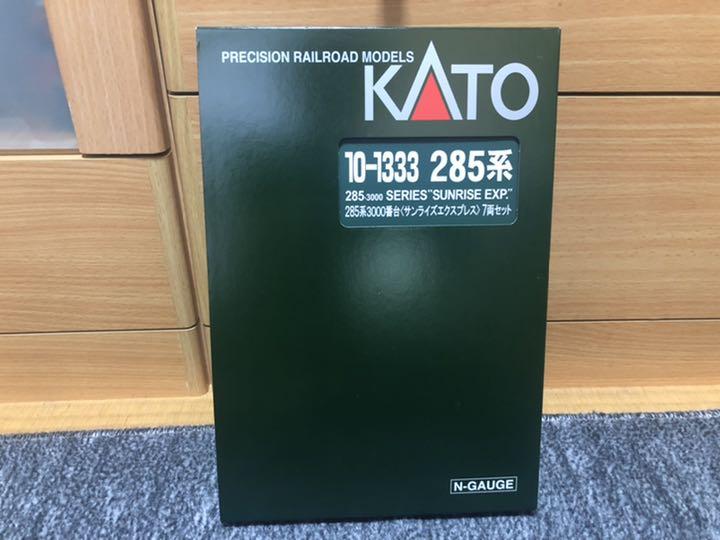 PRECISION RAILROAD MODELS
KATO
10-1333 285系
285-3000 SERIES"SUNRISE EXP."
285系3000番台〈サンライズエクスプレス〉7両セット
N-GAUGE